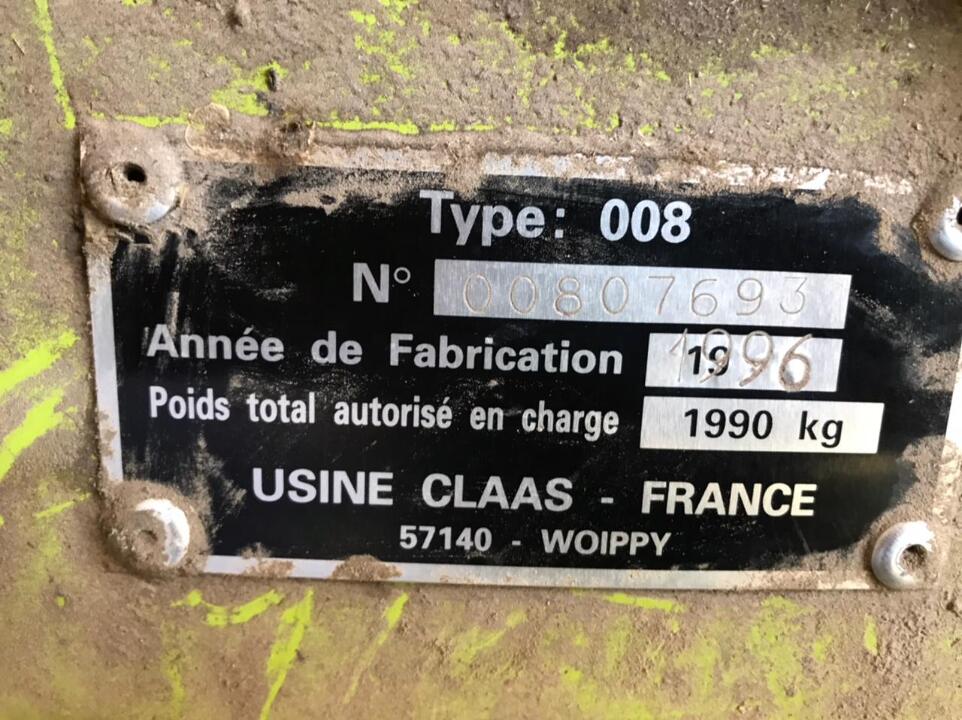 Type: 008
N° 00807693
Année de Fabrication 1996
Poids total autorisé en charge 1990 kg
USINE CLAAS - FRANCE
57140 - WOIPPY